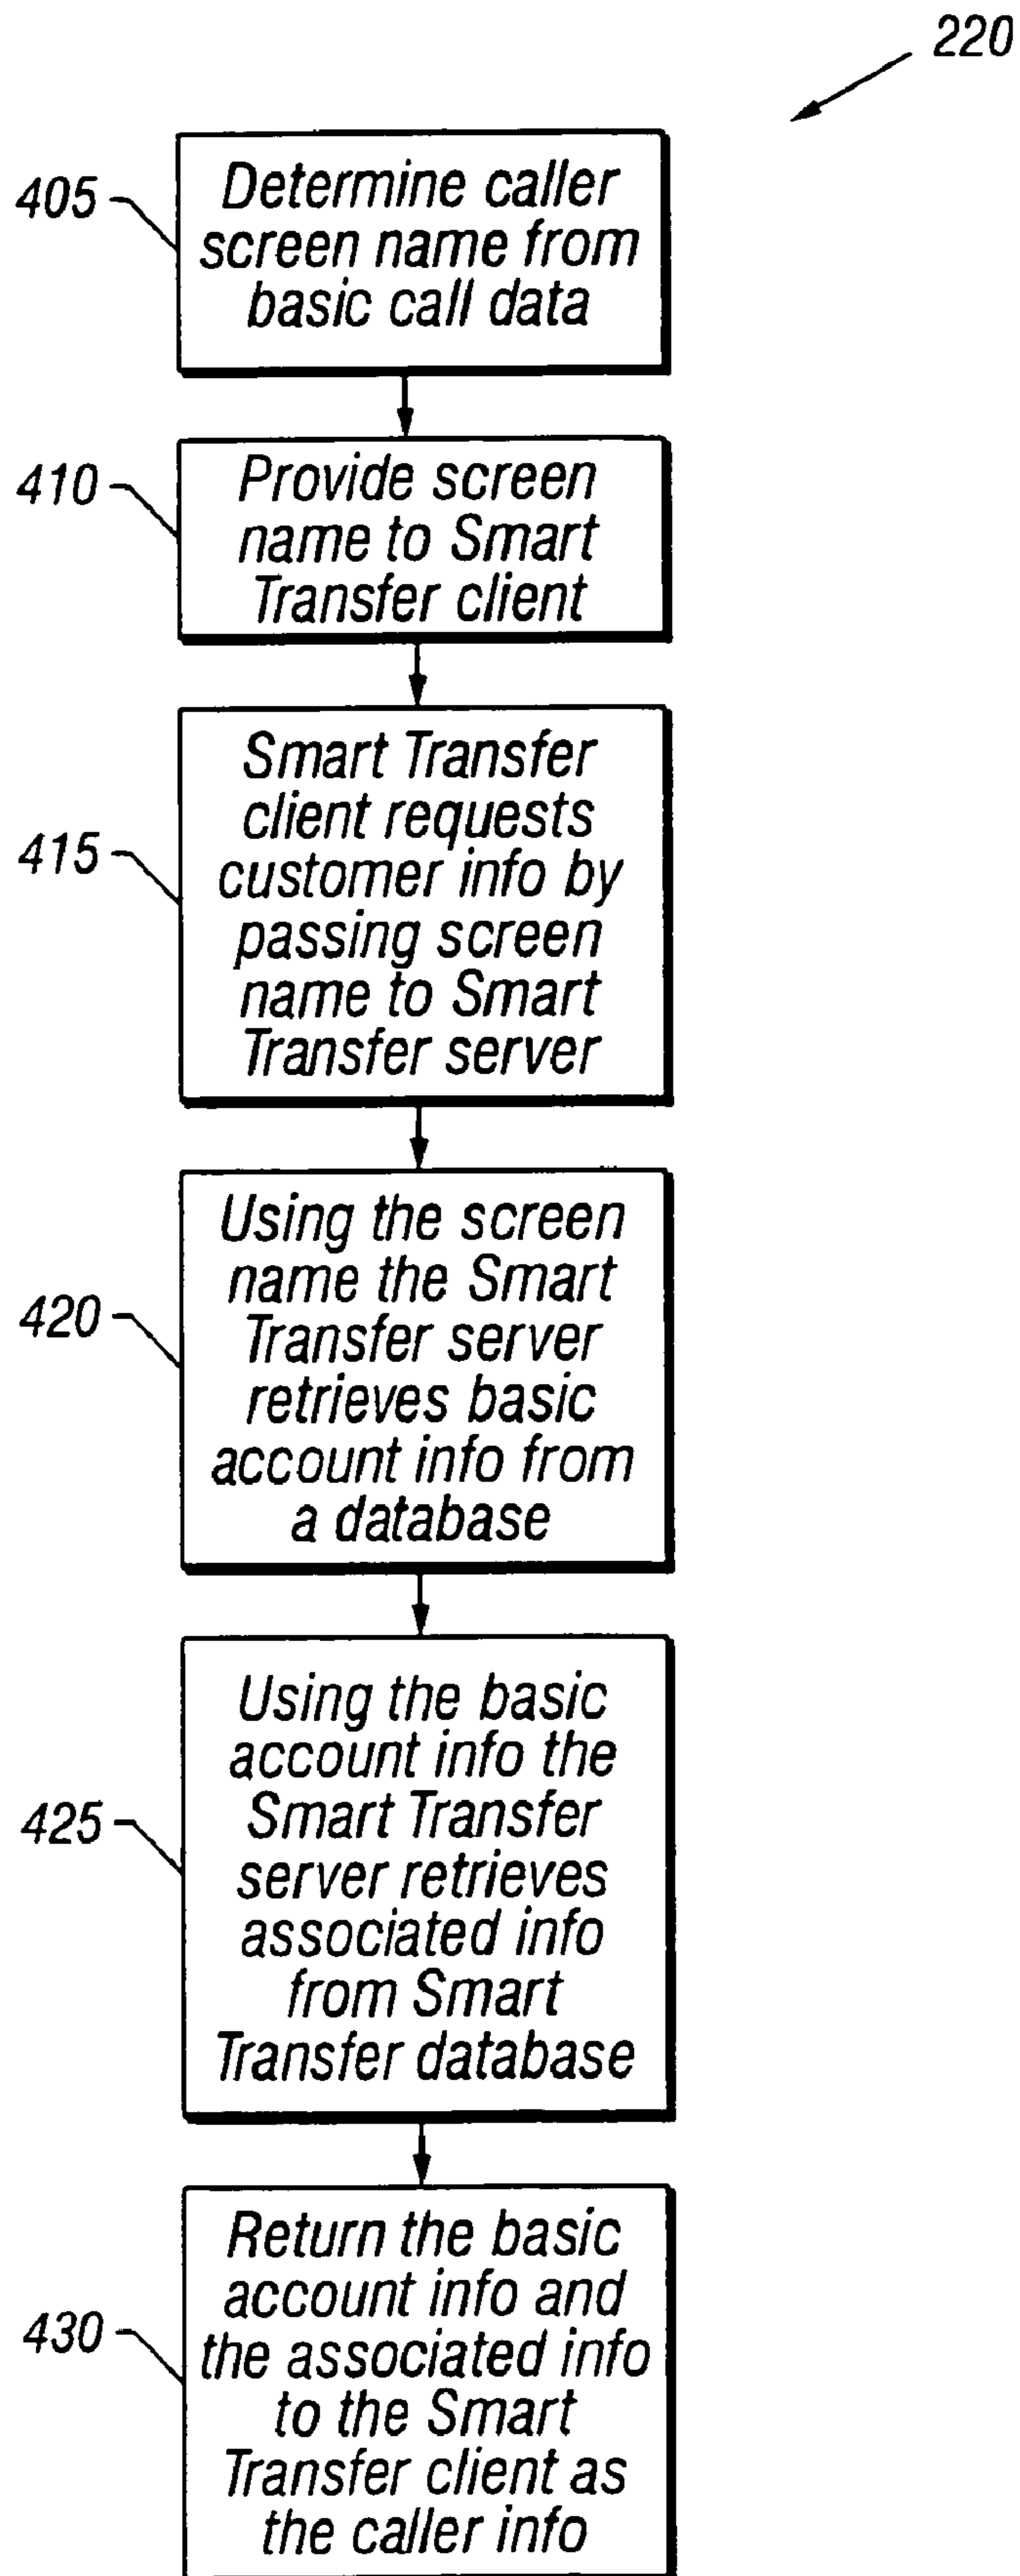 220
405
Determine caller
screen name from
basic call data
410
Provide screen
name to Smart
Transfer client
415
Smart Transfer
client requests
customer info by
passing screen
name to Smart
Transfer server
420
Using the screen
name the Smart
Transfer server
retrieves basic
account info from
a database
425
Using the basic
account info the
Smart Transfer
server retrieves
associated info
from Smart
Transfer database
430
Return the basic
account info and
the associated info
to the Smart
Transfer client as
the caller info